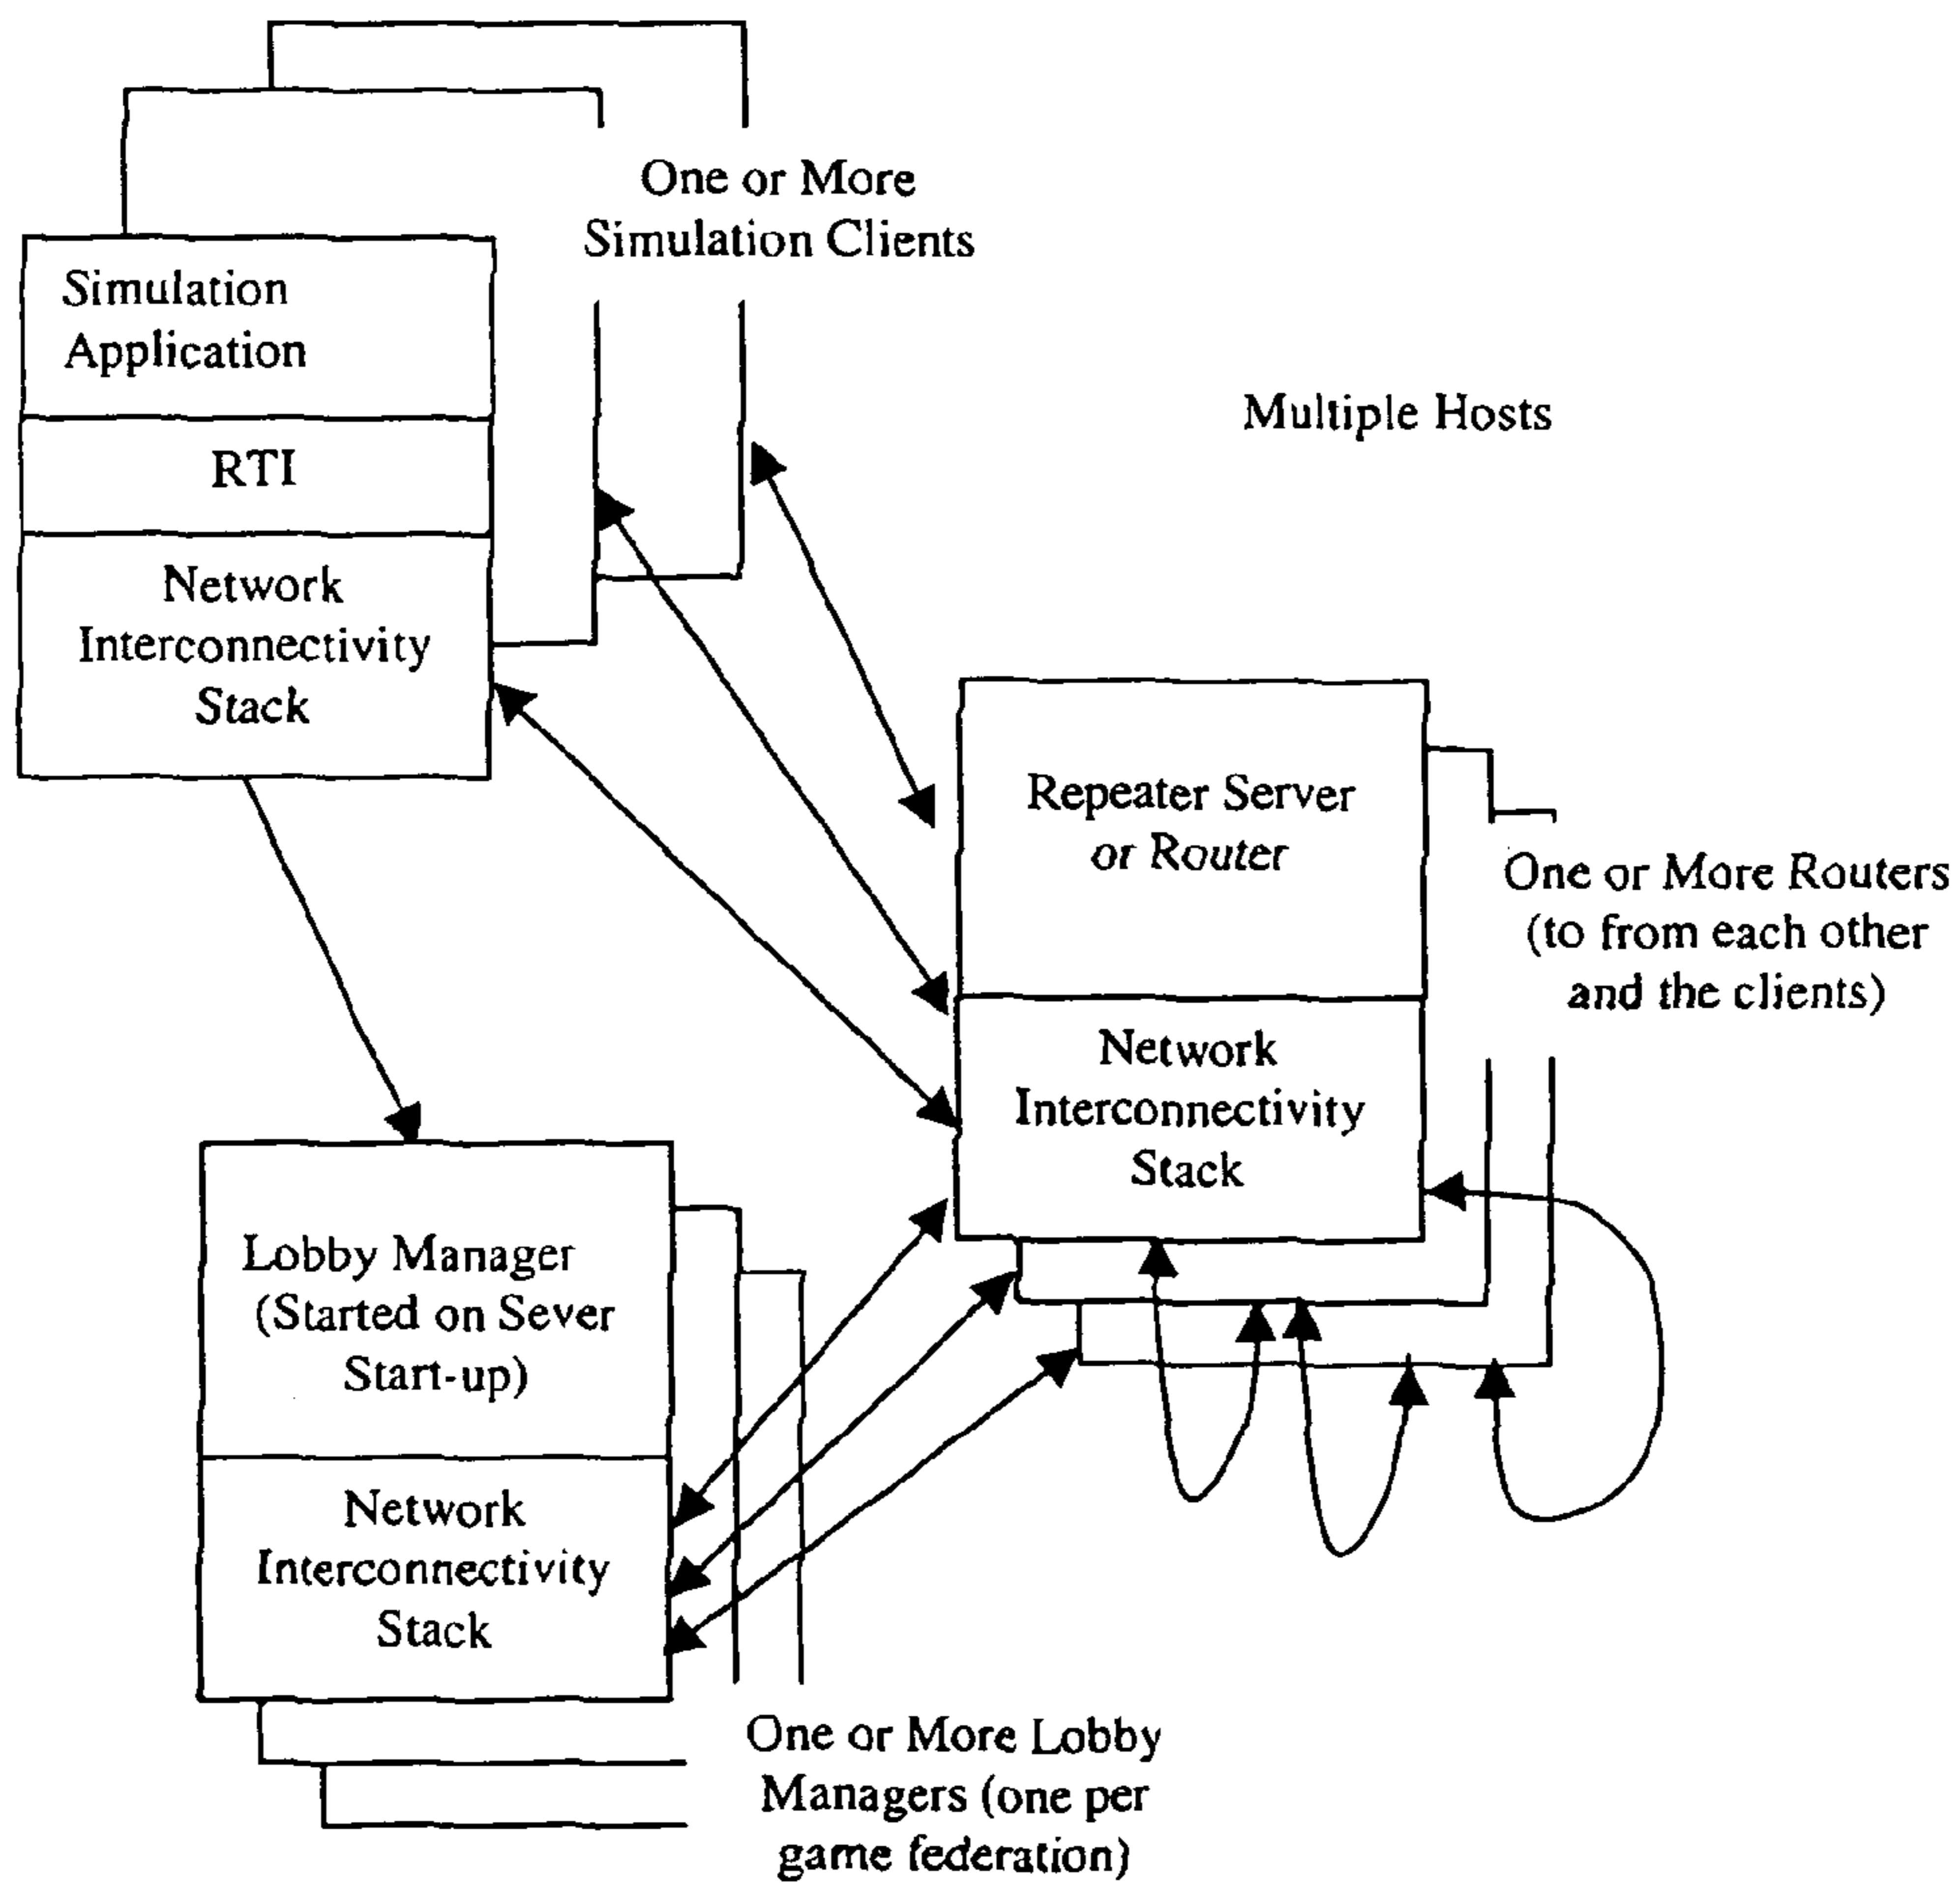 One or More
Simulation Clients
Simulation
Application
RTI
Network
Interconnectivity
Stack
Multiple Hosts
Repeater Server
or Router
Network
Interconnectivity
Stack
One or More Routers
(to from each other
and the clients)
Lobby Manager
(Started on Sever
Start-up)
Network
Interconnectivity
Stack
One or More Lobby
Managers (one per
game federation)